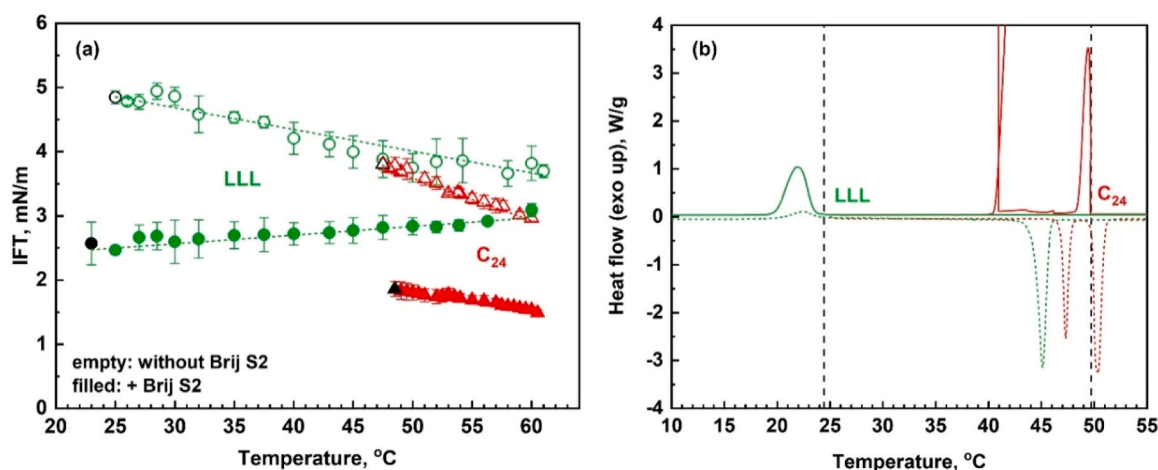 (a)
6
5
4
3
2
1
0
IFT, mN/m
LLL
C24
empty: without Brij S2
filled: + Brij S2
20 25 30 35 40 45 50 55 60
Temperature, °C
(b)
4
3
2
1
0
-1
-2
-3
-4
Heat flow (exo up), W/g
LLL
C24
10 15 20 25 30 35 40 45 50 55
Temperature, °C